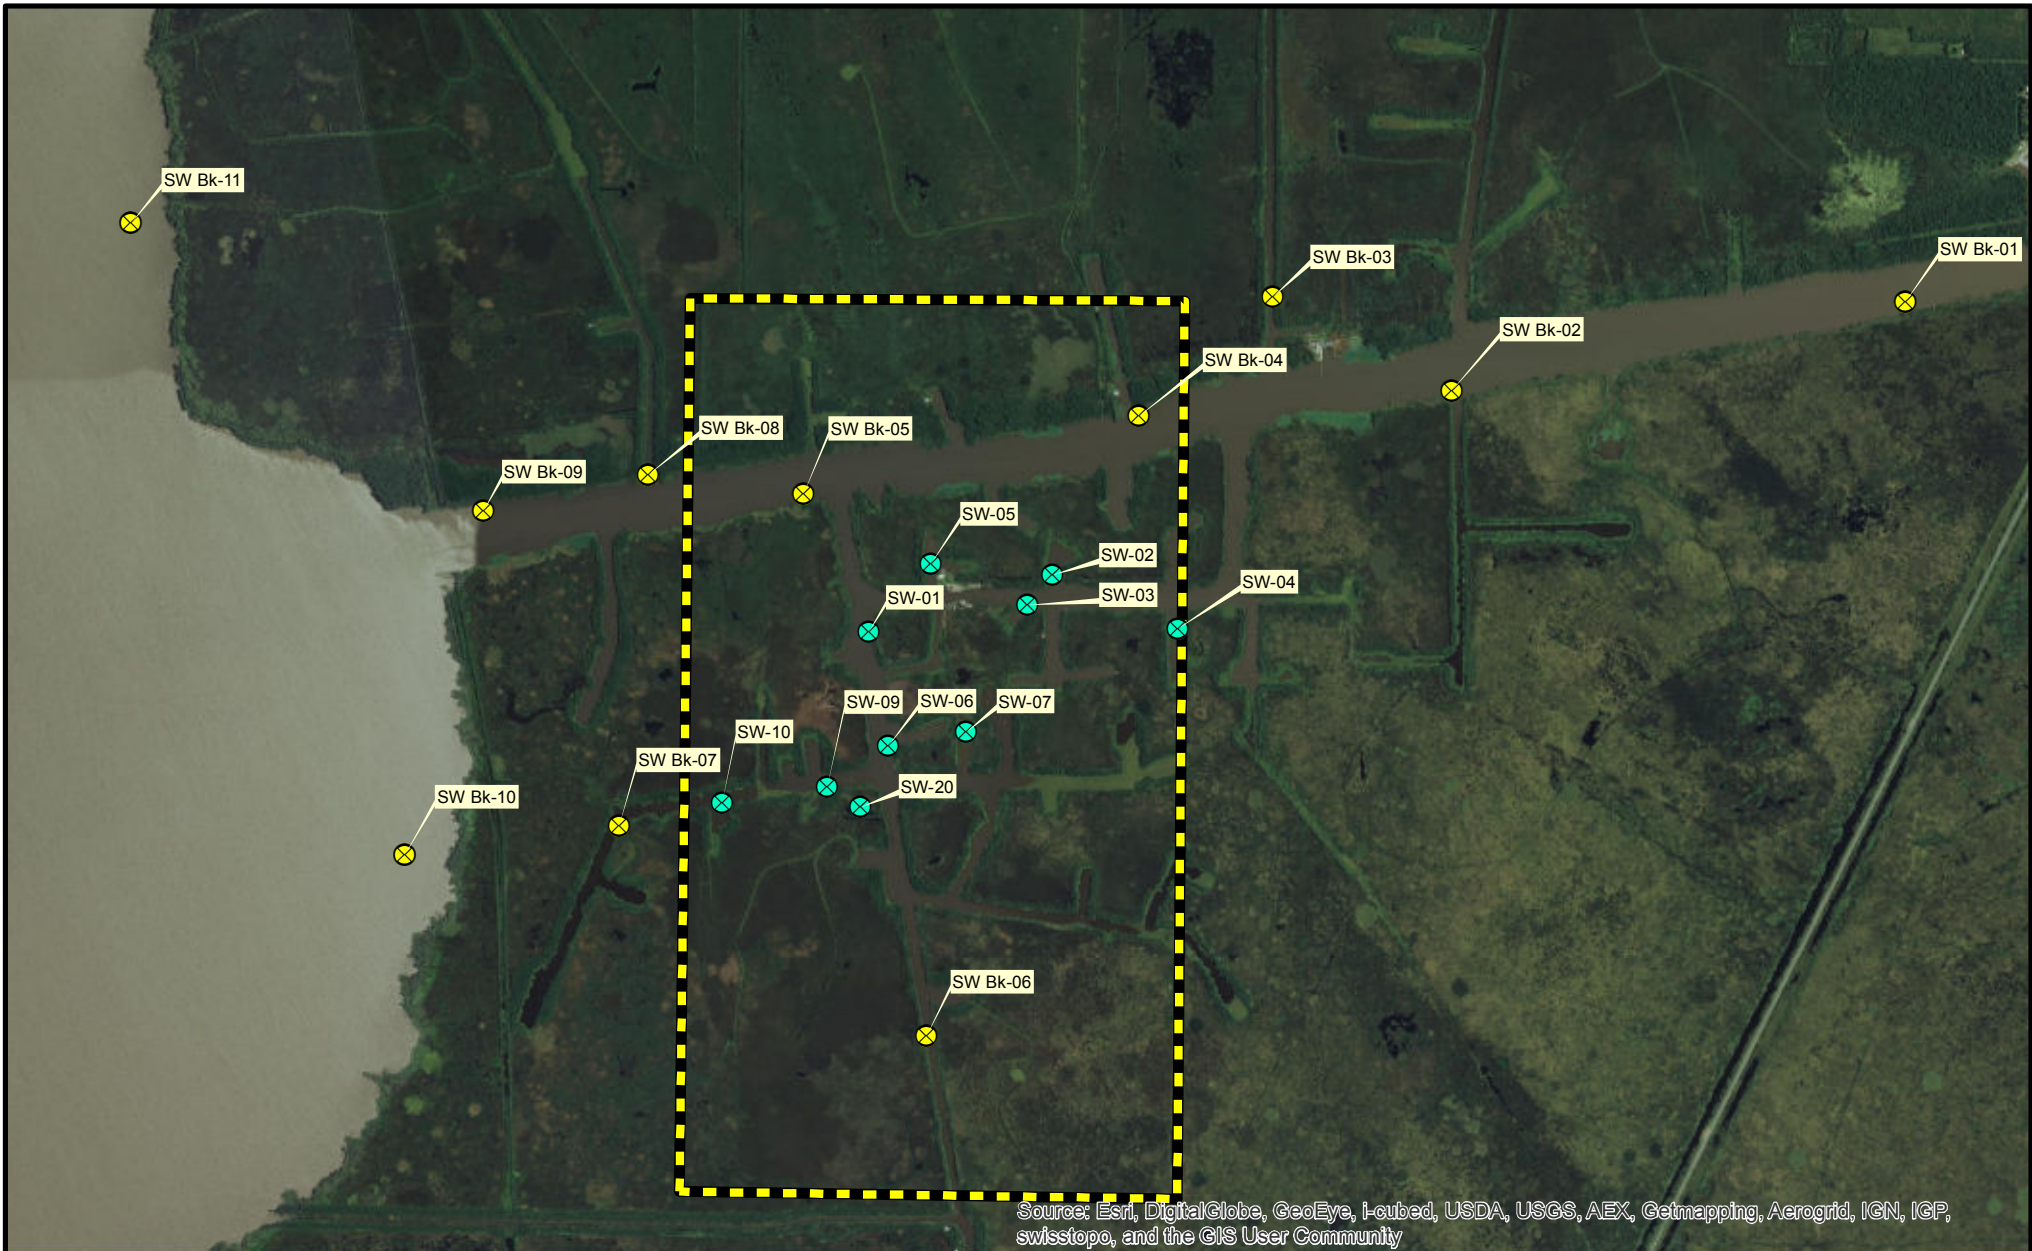 SW Bk-11
SW Bk-01
SW Bk-03
SW Bk-02
SW Bk-04
SW Bk-08
SW Bk-05
SW Bk-09
SW-05
SW-02
SW-04
SW-03
SW-01
SW-09
SW-06
SW-07
SW-10
SW Bk-07
SW-20
SW Bk-10
SW Bk-06
Source: Esri, DigitalGlobe, GeoEye, i-cubed, USDA, USGS, AEX, Getmapping, Aerogrid, IGN, IGP,
swisstopo, and the GIS User Community